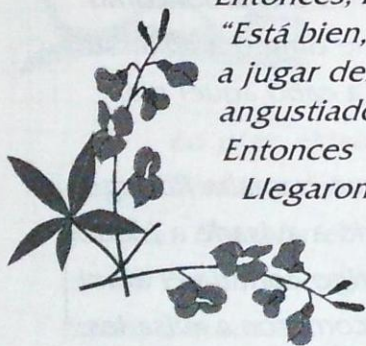 Entonces,
“Está bien,
a jugar de
angustiado
Entonces
Llegaron